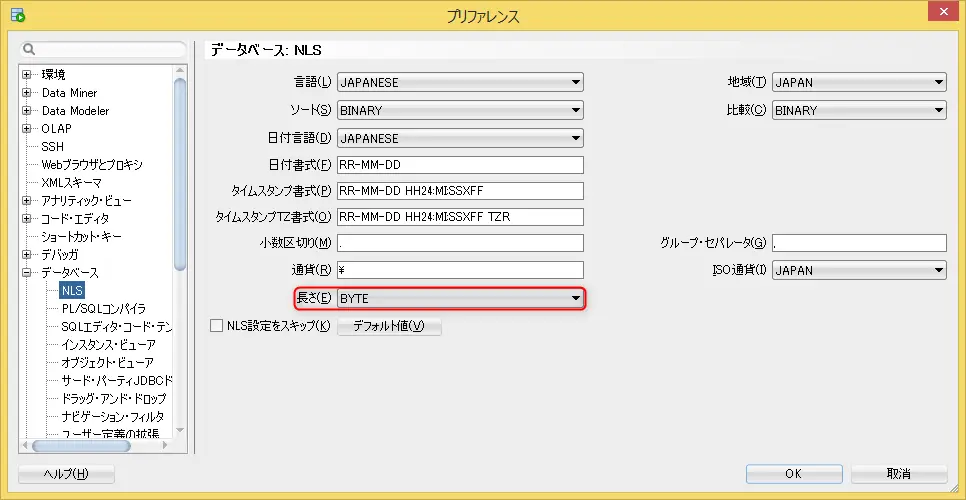 プリファレンス
環境
Data Miner
Data Modeler
OLAP
SSH
Webブラウザとプロキシ
XMLスキーマ
アナリティック・ビュー
コード・エディタ
ショートカット・キー
デバッガ
データベース
NLS
PL/SQLコンパイラ
SQLエディタ・コード・テン
インスタンス・ビューア
オブジェクト・ビューア
サード・パーティJDBCド
ドラッグ・アンド・ドロップ
ナビゲーション・フィルタ
ユーザー定義の拡張
データベース: NLS
言語(L) JAPANESE 地域(T) JAPAN
ソート(S) BINARY 比較(C) BINARY
日付言語(D) JAPANESE
日付書式(F) RR-MM-DD
タイムスタンプ書式(P) RR-MM-DD HH24:MI:SSXFF
タイムスタンプTZ書式(O) RR-MM-DD HH24:MI:SSXFF TZR
小数区切り(M) . グループ・セパレータ(G) ,
通貨(R) ¥ ISO通貨(I) JAPAN
長さ(E) BYTE
NLS設定をスキップ(K) デフォルト値(V)
ヘルプ(H) OK 取消